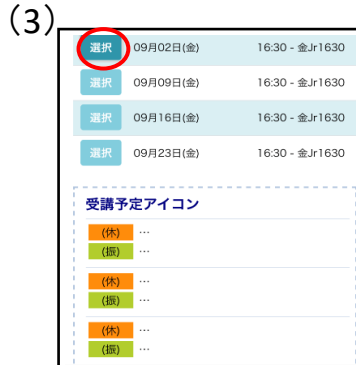 (3)
選択 09月02日(金) 16:30 - 金Jr1630
選択 09月09日(金) 16:30 - 金Jr1630
選択 09月16日(金) 16:30 - 金Jr1630
選択 09月23日(金) 16:30 - 金Jr1630
受講予定アイコン
(休) …
(振) …
(休) …
(振) …
(休) …
(振) …